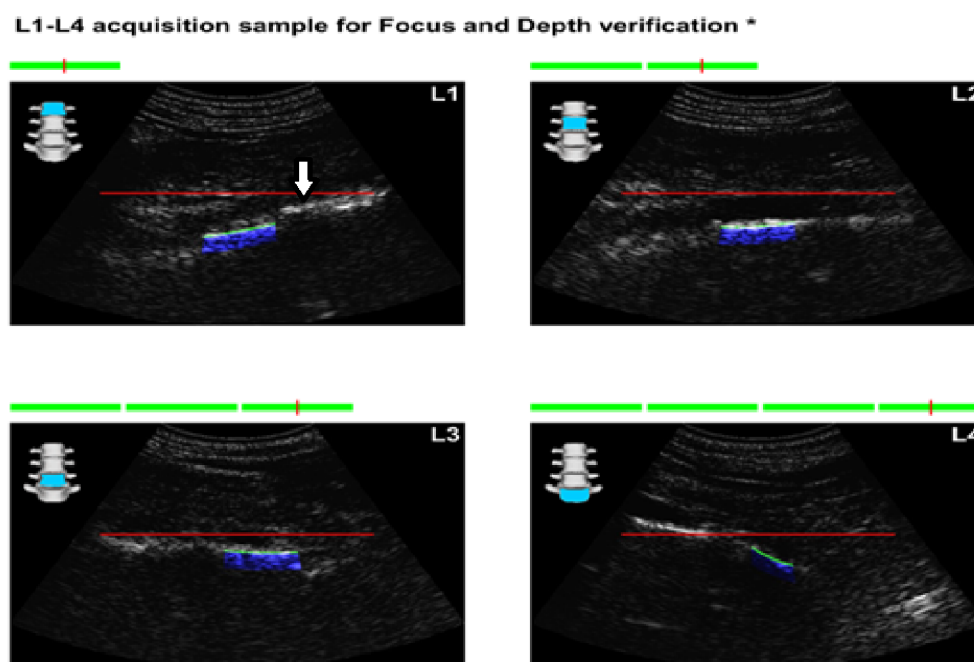 L1-L4 acquisition sample for Focus and Depth verification *
L1
L2
L3
L4